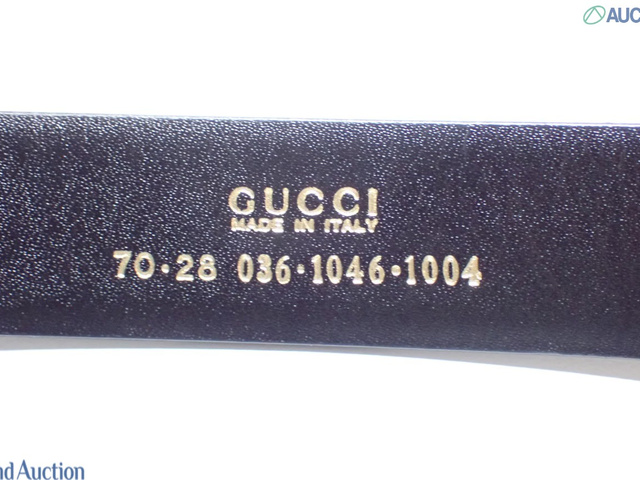 AUC
GUCCI
MADE IN ITALY
70·28 036·1046·1004
nd Auction